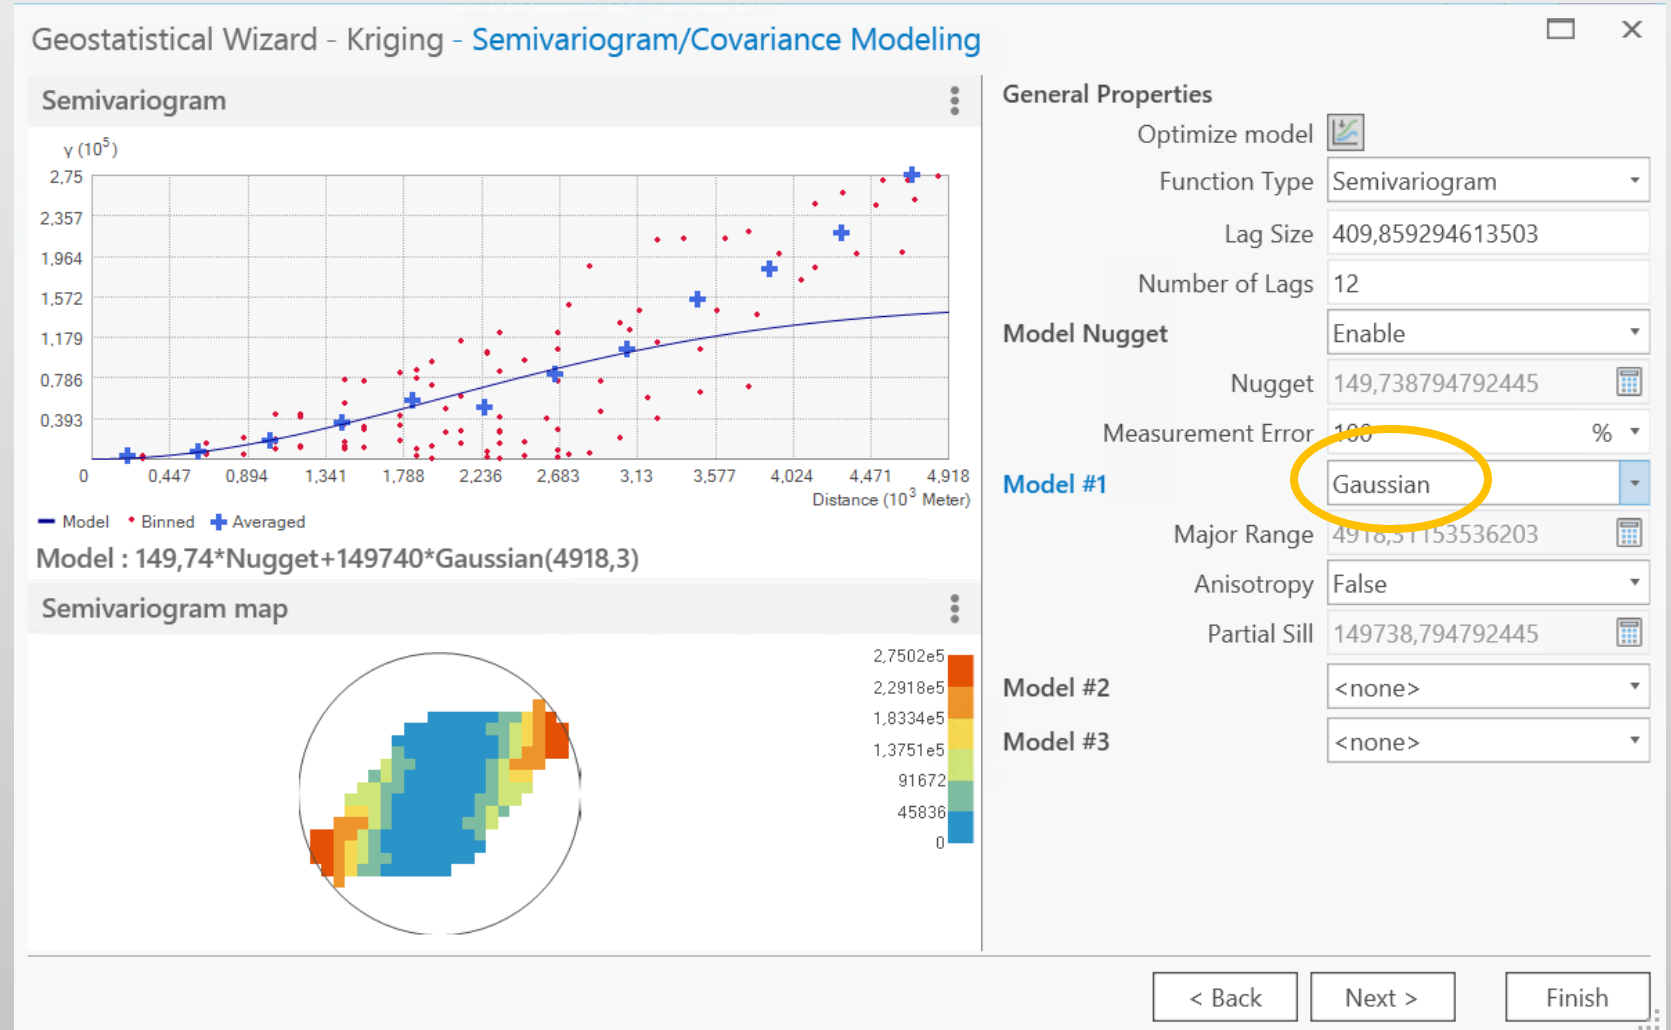 Geostatistical Wizard - Kriging - Semivariogram/Covariance Modeling
Semivariogram
γ (10⁵)
2,75
2,357
1,964
1,572
1,179
0,786
0,393
0 0,447 0,894 1,341 1,788 2,236 2,683 3,13 3,577 4,024 4,471 4,918
Distance (10³ Meter)
Model Binned Averaged
Model : 149,74*Nugget+149740*Gaussian(4918,3)
Semivariogram map
2,7502e5
2,2918e5
1,8334e5
1,3751e5
91672
45836
0
General Properties
Optimize model
Function Type Semivariogram
Lag Size 409,859294613503
Number of Lags 12
Model Nugget Enable
Nugget 149,738794792445
Measurement Error 100 %
Model #1 Gaussian
Major Range 4918,31153536203
Anisotropy False
Partial Sill 149738,794792445
Model #2 <none>
Model #3 <none>
< Back Next > Finish